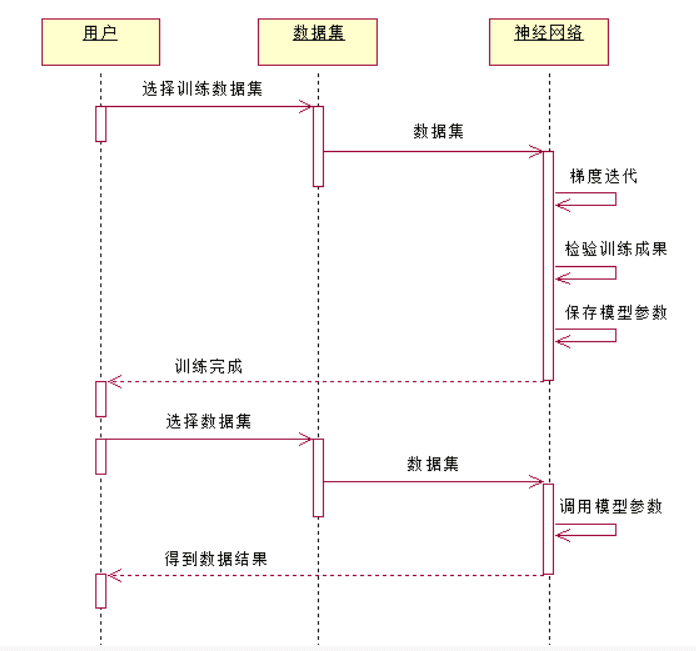 用户
数据集
神经网络
选择训练数据集
数据集
梯度迭代
检验训练成果
保存模型参数
训练完成
选择数据集
数据集
调用模型参数
得到数据结果